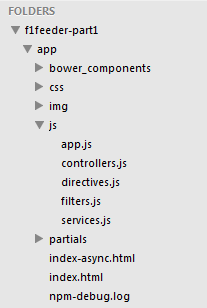 FOLDERS
f1feeder-part1
app
bower_components
css
img
js
app.js
controllers.js
directives.js
filters.js
services.js
partials
index-async.html
index.html
npm-debug.log